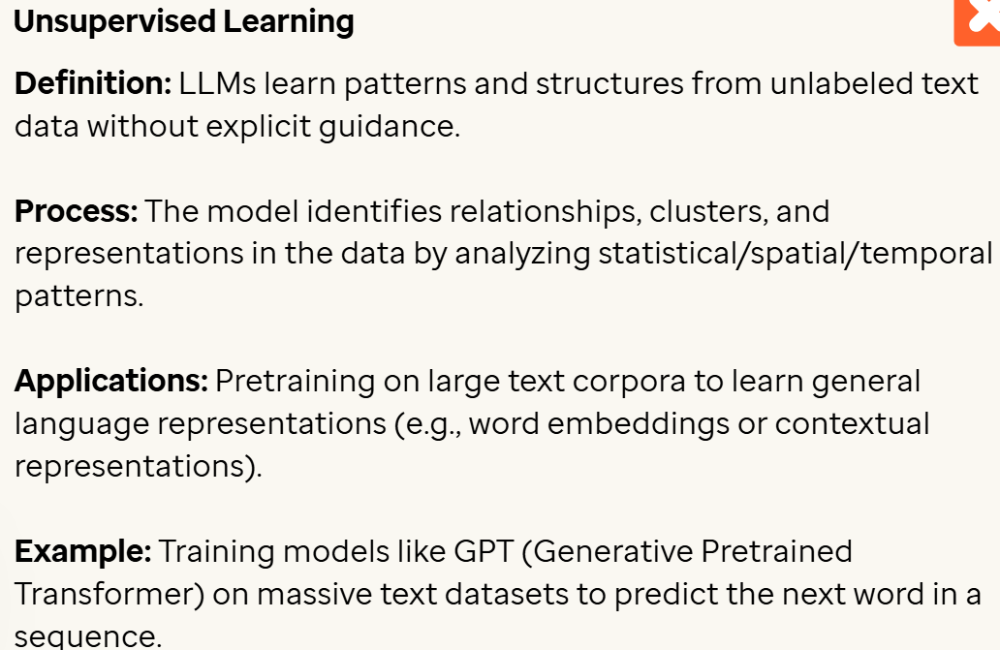 Unsupervised Learning
Definition: LLMs learn patterns and structures from unlabeled text
data without explicit guidance.
Process: The model identifies relationships, clusters, and
representations in the data by analyzing statistical/spatial/temporal
patterns.
Applications: Pretraining on large text corpora to learn general
language representations (e.g., word embeddings or contextual
representations).
Example: Training models like GPT (Generative Pretrained
Transformer) on massive text datasets to predict the next word in a
sequence.